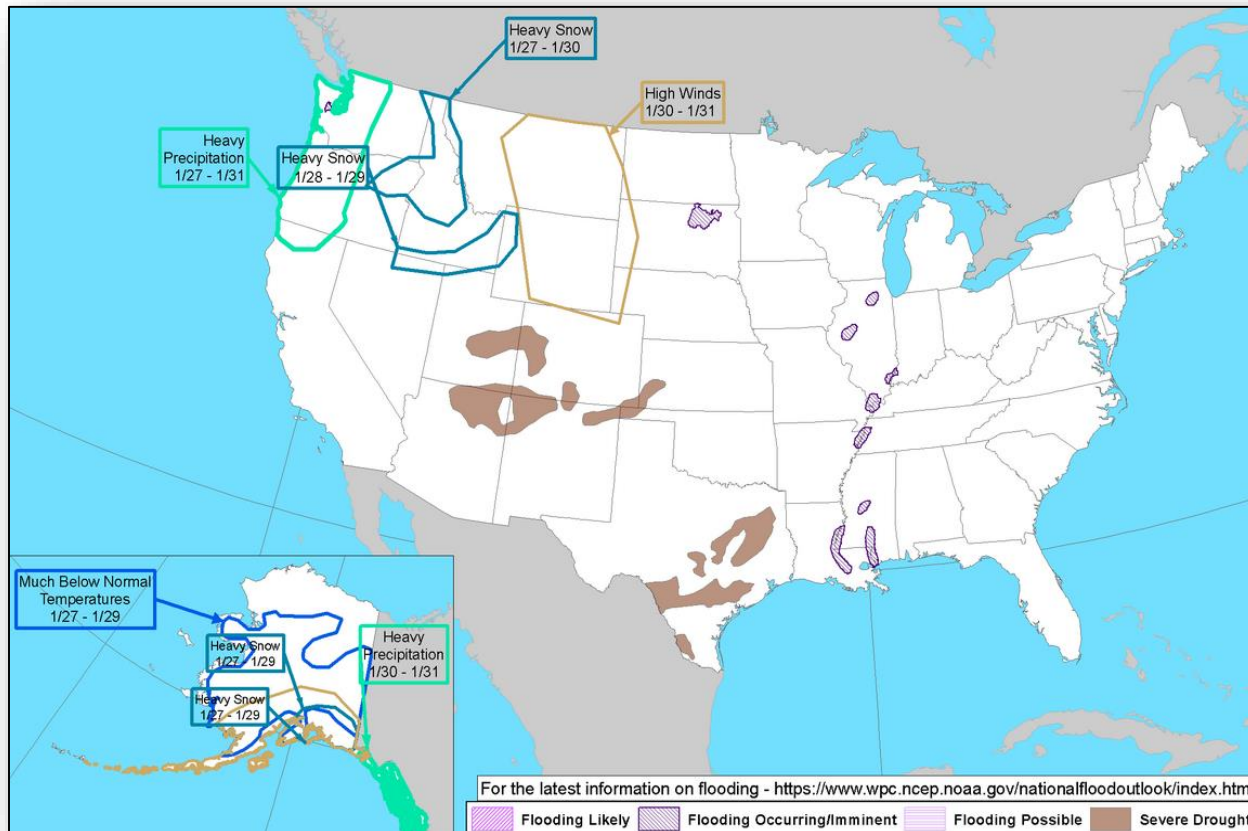 Heavy Snow
1/27 - 1/30
High Winds
1/30 - 1/31
Heavy
Precipitation
1/27 - 1/31
Heavy Snow
1/28 - 1/29
Much Below Normal
Temperatures
1/27 - 1/29
Heavy Snow
1/27 - 1/29
Heavy
Precipitation
1/30 - 1/31
Heavy Snow
1/27 - 1/29
For the latest information on flooding - https://www.wpc.ncep.noaa.gov/nationalfloodoutlook/index.htm
Flooding Likely Flooding Occurring/Imminent Flooding Possible Severe Drought